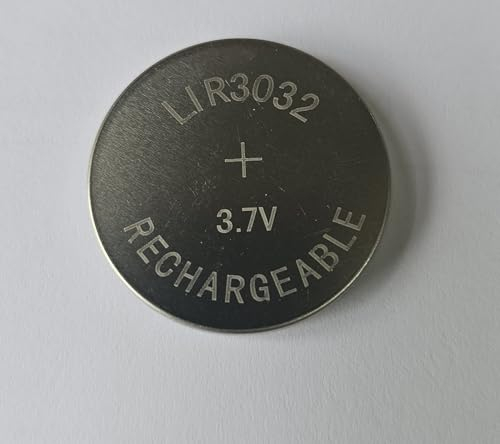 LIR3032
+
3.7V
RECHARGEABLE